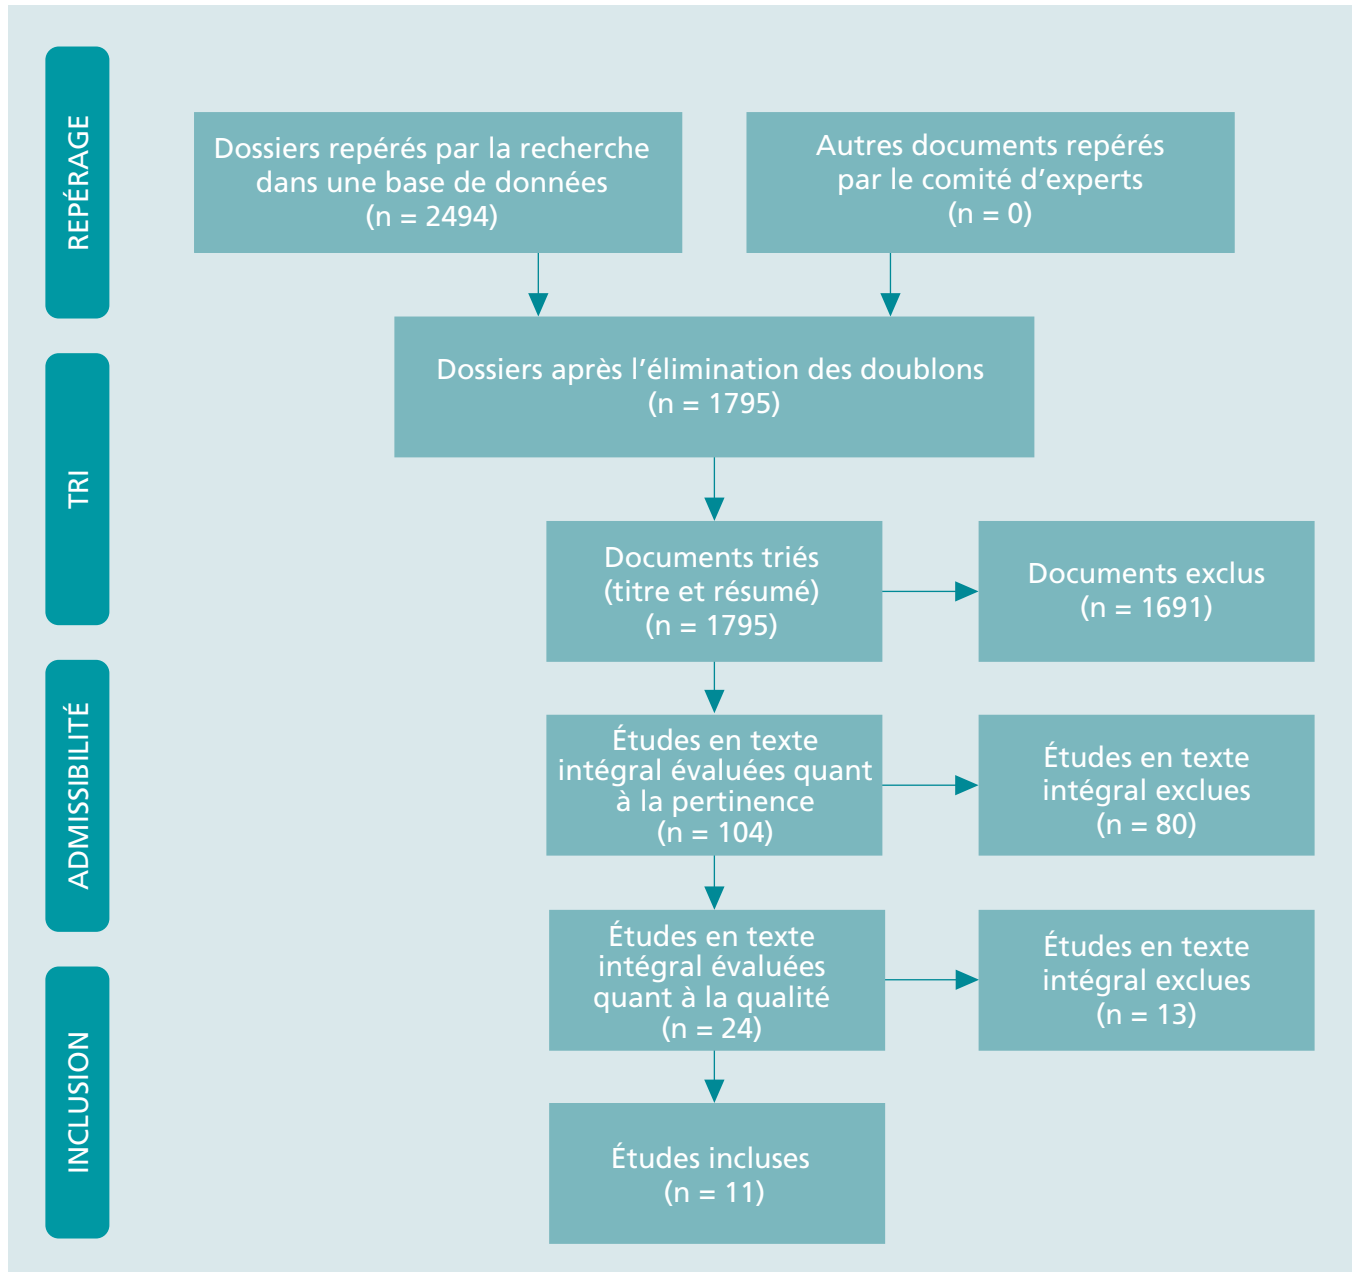 REPÉRAGE
Dossiers repérés par la recherche
dans une base de données
(n = 2494)
Autres documents repérés
par le comité d'experts
(n = 0)
TRI
Dossiers après l'élimination des doublons
(n = 1795)
Documents triés
(titre et résumé)
(n = 1795)
Documents exclus
(n = 1691)
ADMISSIBILITÉ
Études en texte
intégral évaluées quant
à la pertinence
(n = 104)
Études en texte
intégral exclues
(n = 80)
Études en texte
intégral évaluées
quant à la qualité
(n = 24)
Études en texte
intégral exclues
(n = 13)
INCLUSION
Études incluses
(n = 11)